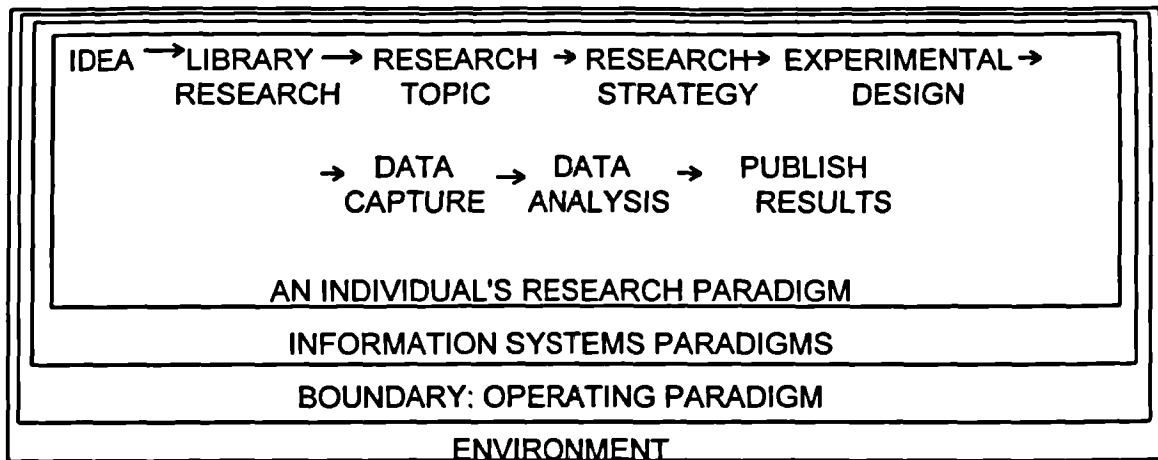 IDEA → LIBRARY → RESEARCH → RESEARCH → EXPERIMENTAL →
RESEARCH TOPIC STRATEGY DESIGN
→ DATA → DATA → PUBLISH
CAPTURE ANALYSIS RESULTS
AN INDIVIDUAL'S RESEARCH PARADIGM
INFORMATION SYSTEMS PARADIGMS
BOUNDARY: OPERATING PARADIGM
ENVIRONMENT